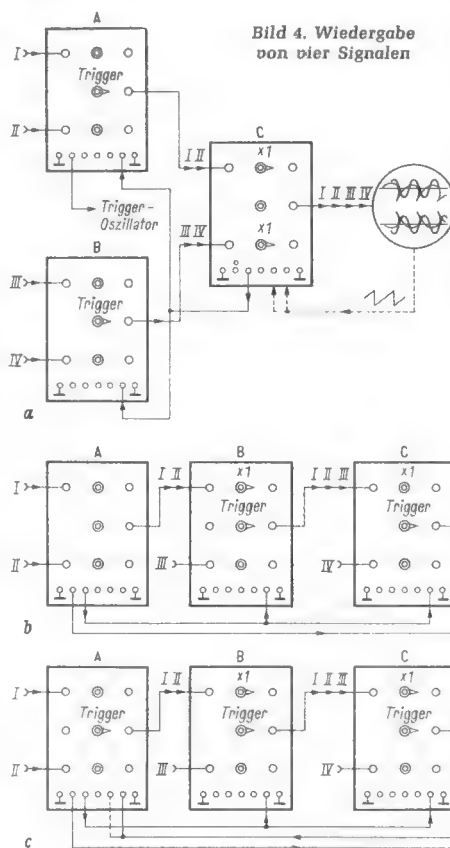 Bild 4. Wiedergabe
von vier Signalen
A
I
Trigger
II
Trigger-
Oszillator
I II
C
x1
I II III IV
III IV
x1
B
III
Trigger
IV
a
A
B
C
I
I II
x1
I II III
x1
Trigger
Trigger
II
III
IV
b
A
B
C
I
I II
x1
I II III
x1
Trigger
Trigger
Trigger
II
III
IV
c